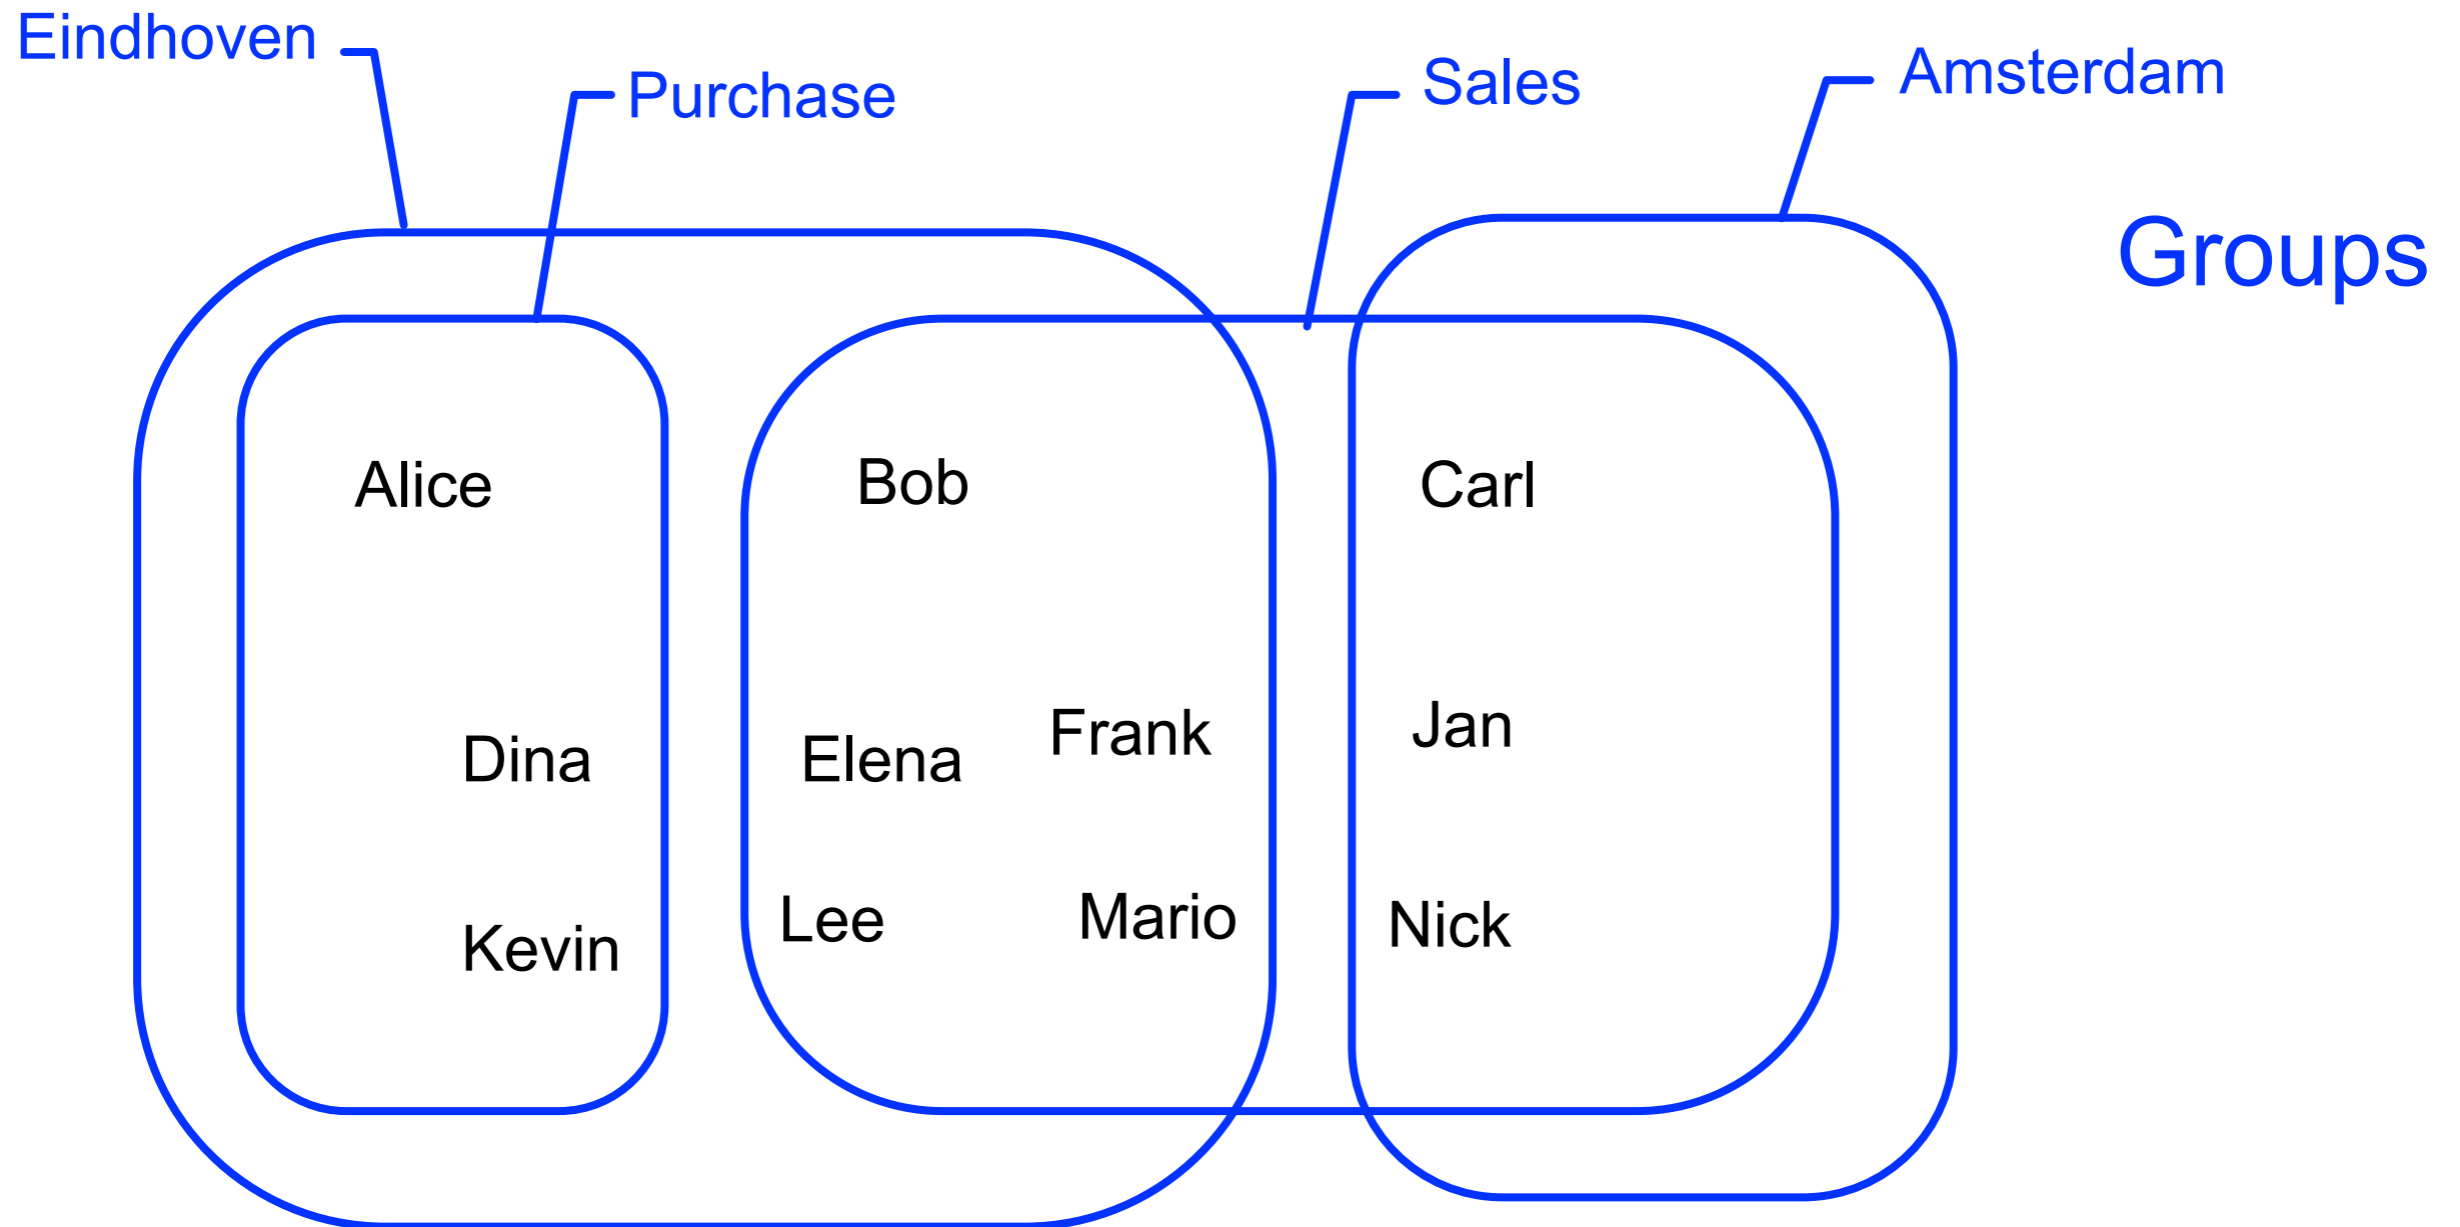 Eindhoven
Purchase
Sales
Amsterdam
Groups
Alice
Bob
Carl
Dina
Elena
Frank
Jan
Kevin
Lee
Mario
Nick